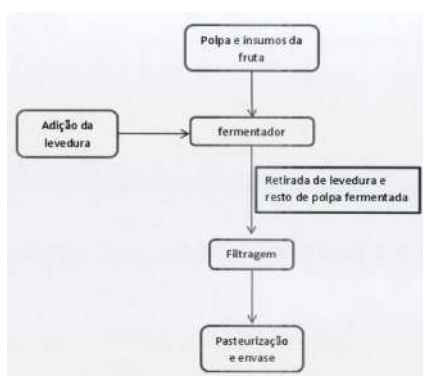 Polpa e insumos da
fruta
Adição da
levedura
fermentador
Retirada de levedura e
resto de polpa fermentada
Filtragem
Pasteurização
e envase